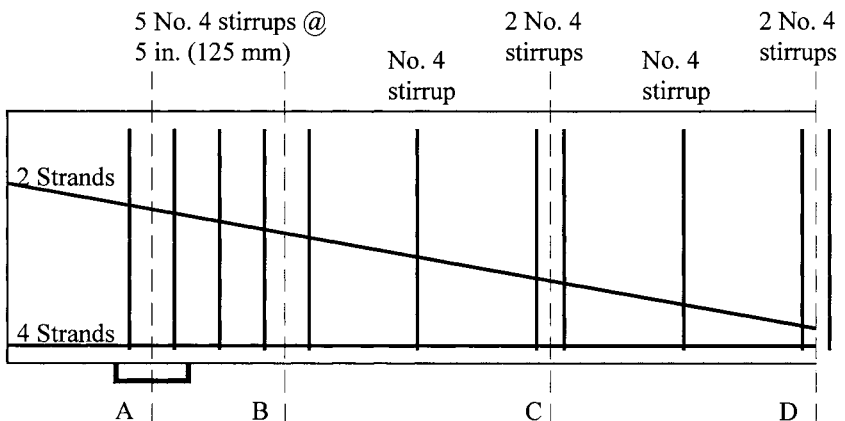 5 No. 4 stirrups @
5 in. (125 mm)
No. 4
stirrup
2 No. 4
stirrups
No. 4
stirrup
2 No. 4
stirrups
2 Strands
4 Strands
A
B
C
D